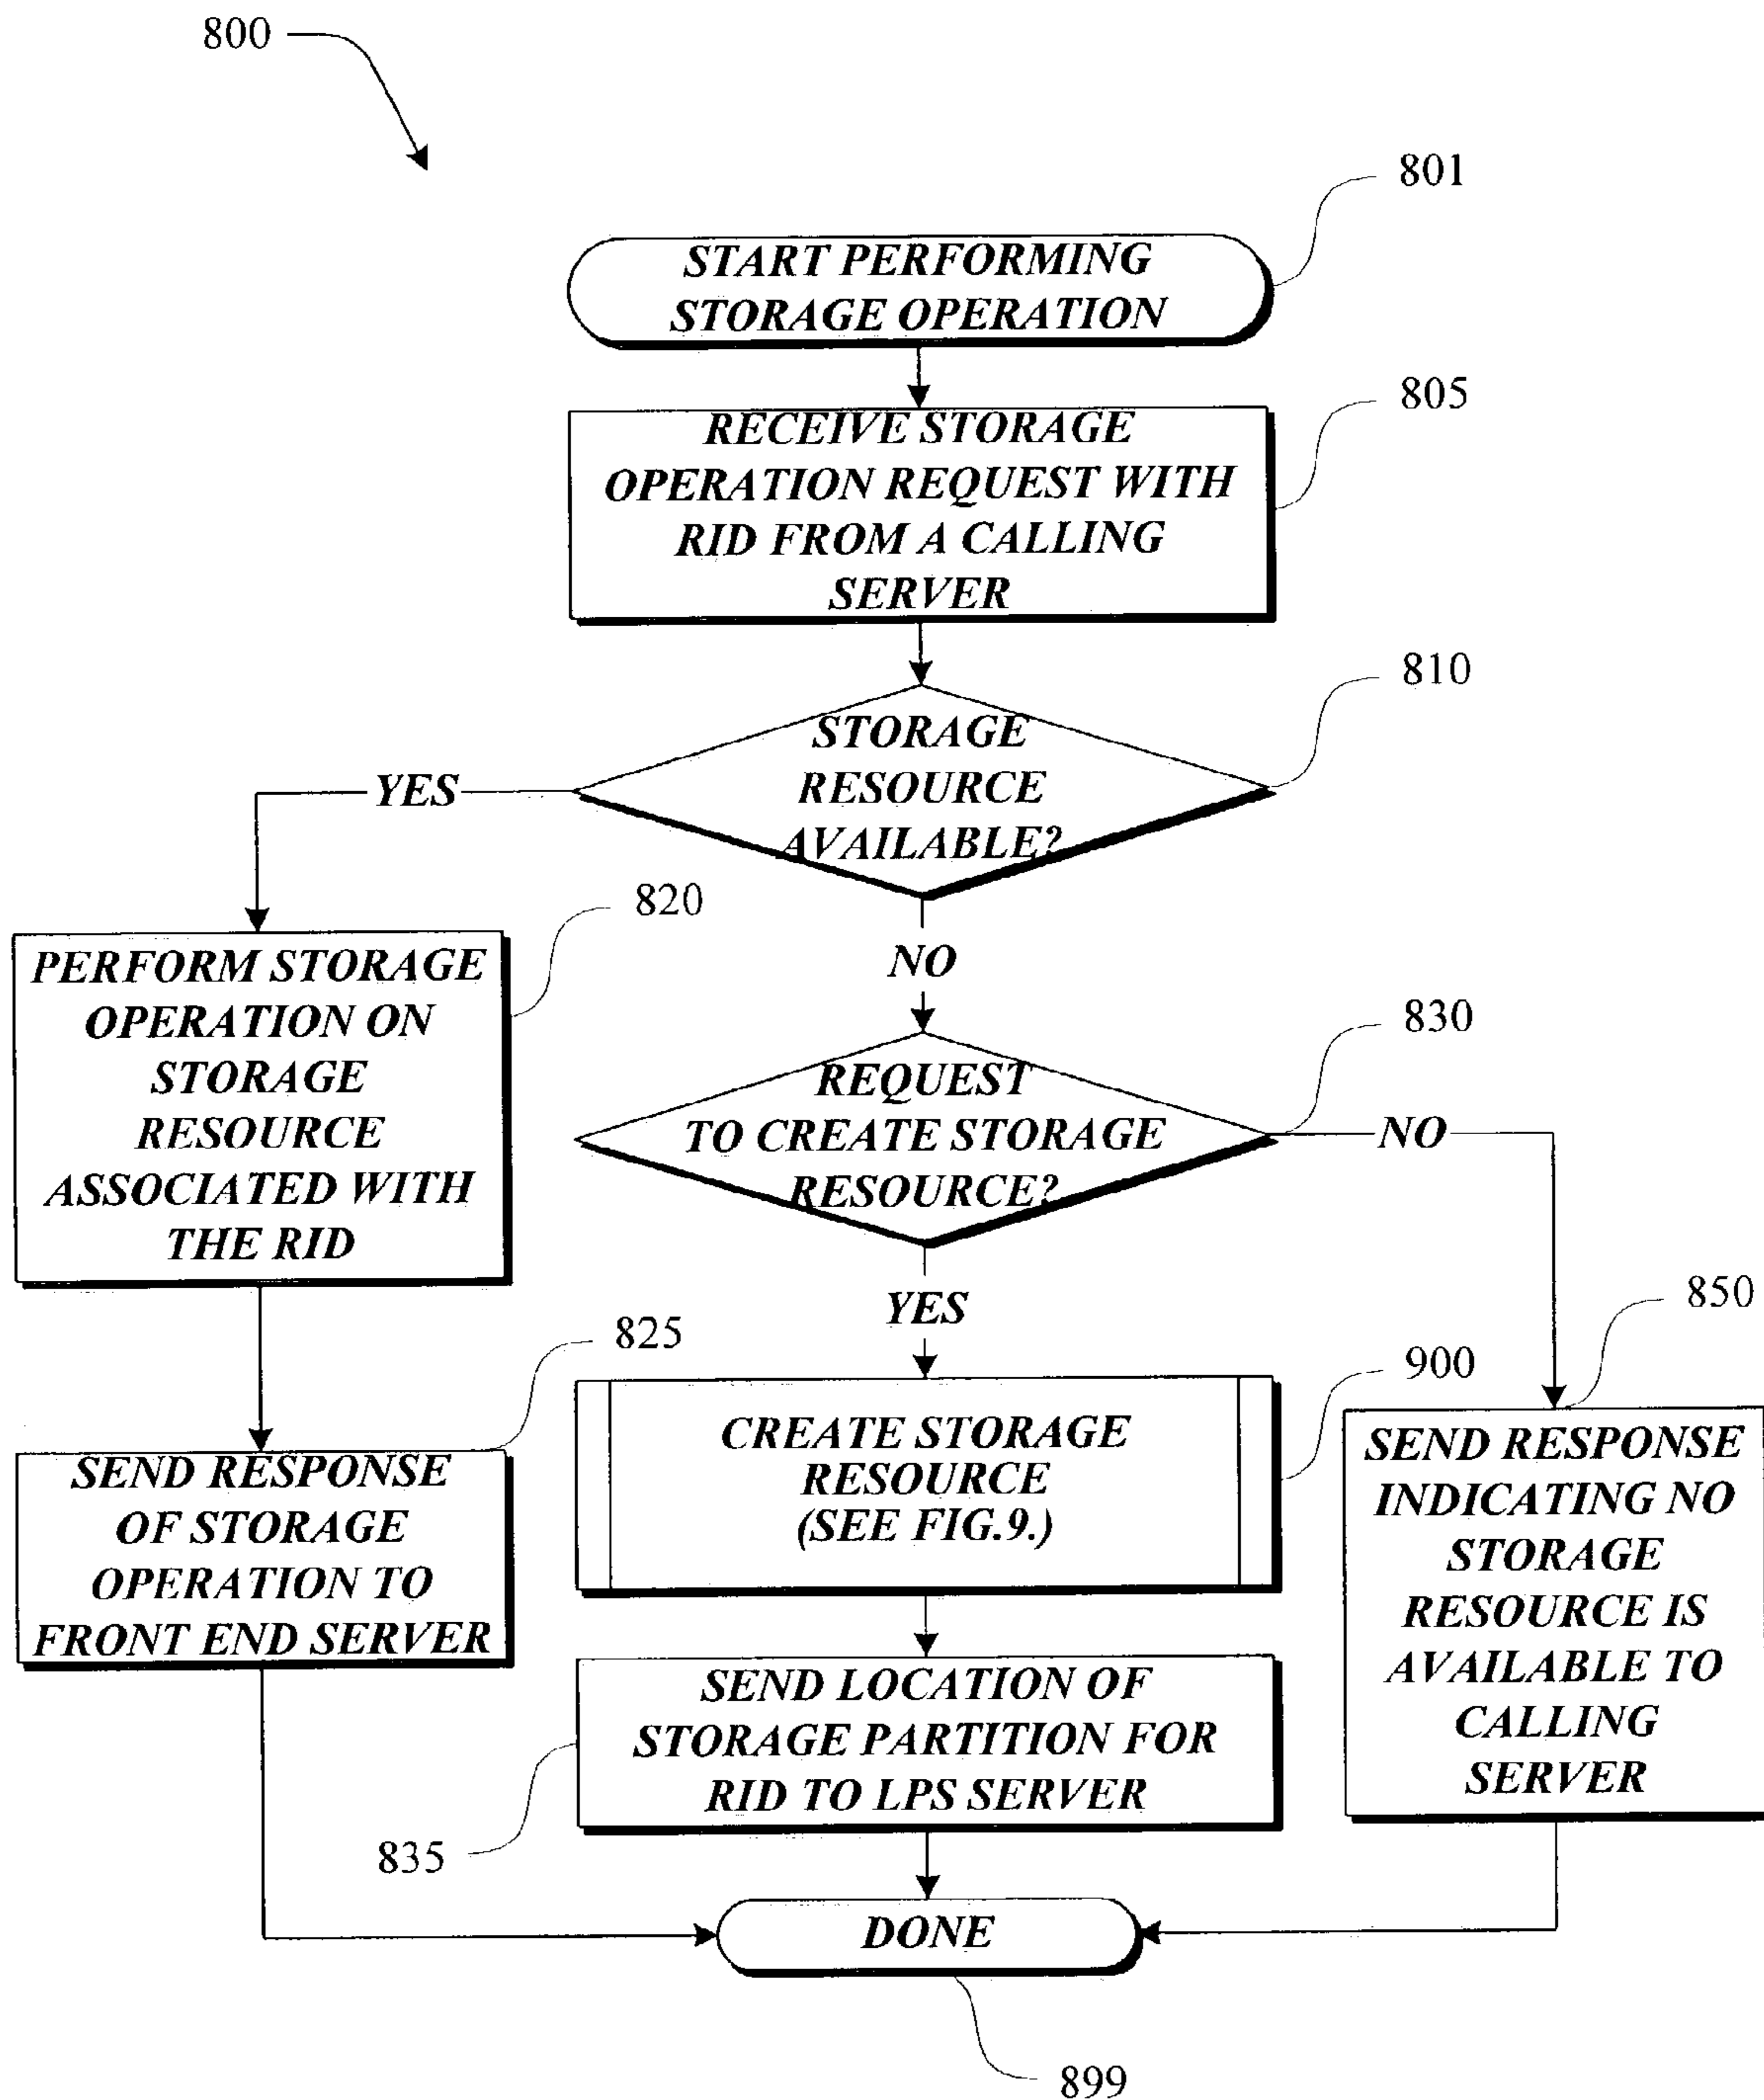 800
801
START PERFORMING
STORAGE OPERATION
805
RECEIVE STORAGE
OPERATION REQUEST WITH
RID FROM A CALLING
SERVER
810
STORAGE
RESOURCE
AVAILABLE?
YES
NO
820
PERFORM STORAGE
OPERATION ON
STORAGE
RESOURCE
ASSOCIATED WITH
THE RID
830
REQUEST
TO CREATE STORAGE
RESOURCE?
NO
YES
825
SEND RESPONSE
OF STORAGE
OPERATION TO
FRONT END SERVER
900
CREATE STORAGE
RESOURCE
(SEE FIG.9.)
850
SEND RESPONSE
INDICATING NO
STORAGE
RESOURCE IS
AVAILABLE TO
CALLING
SERVER
835
SEND LOCATION OF
STORAGE PARTITION FOR
RID TO LPS SERVER
DONE
899